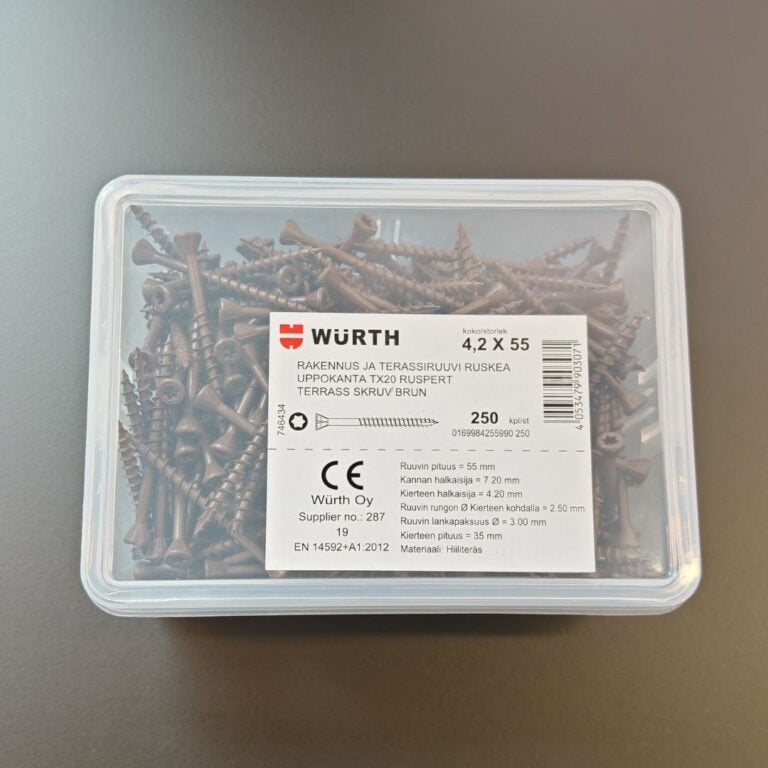 WÜRTH
koko/storlek
4,2 X 55
RAKENNUS JA TERASSIRUUVI RUSKEA
UPPOKANTA TX20 RUSPERT
TERRASS SKRUV BRUN
746434
250 kpl/st
0169984255990 250
4 053479 903071
CE
Würth Oy
Supplier no.: 287
19
EN 14592+A1:2012
Ruuvin pituus = 55 mm
Kannan halkaisija = 7.20 mm
Kierteen halkaisija = 4.20 mm
Ruuvin rungon Ø Kierteen kohdalla = 2.50 mm
Ruuvin lankapaksuus Ø = 3.00 mm
Kierteen pituus = 35 mm
Materiaali: Hiiliteräs